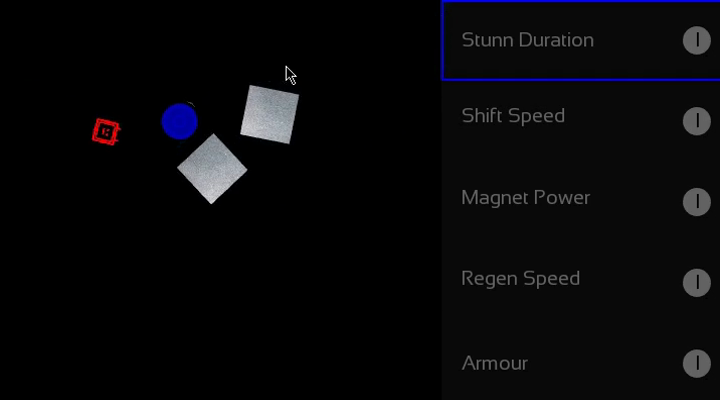 Stunn Duration
I
Shift Speed
I
Magnet Power
I
Regen Speed
I
Armour
I